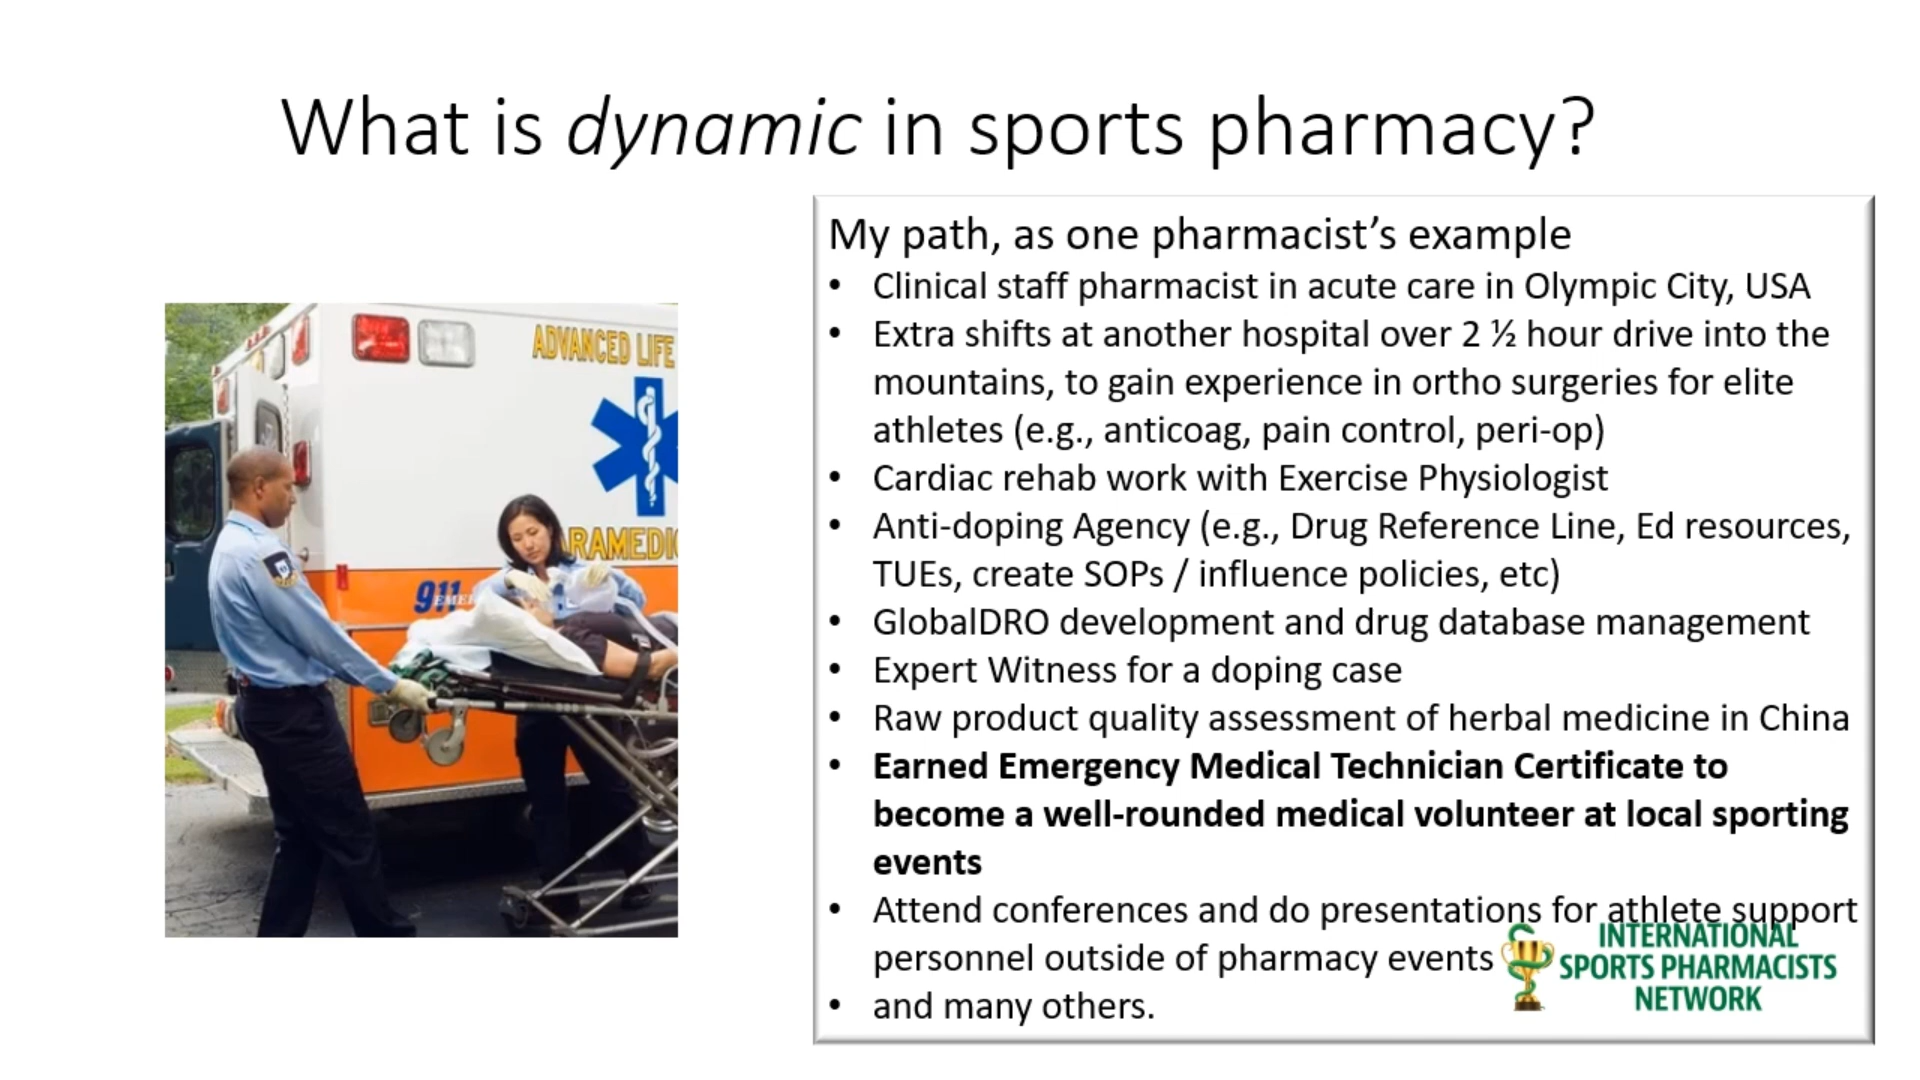 What is dynamic in sports pharmacy?
ADVANCED LIFE
ARAMEDIC
911
My path, as one pharmacist’s example
• Clinical staff pharmacist in acute care in Olympic City, USA
• Extra shifts at another hospital over 2 ½ hour drive into the
mountains, to gain experience in ortho surgeries for elite
athletes (e.g., anticoag, pain control, peri-op)
• Cardiac rehab work with Exercise Physiologist
• Anti-doping Agency (e.g., Drug Reference Line, Ed resources,
TUEs, create SOPs / influence policies, etc)
• GlobalDRO development and drug database management
• Expert Witness for a doping case
• Raw product quality assessment of herbal medicine in China
• Earned Emergency Medical Technician Certificate to
become a well-rounded medical volunteer at local sporting
events
• Attend conferences and do presentations for athlete support
personnel outside of pharmacy events
• and many others.
INTERNATIONAL
SPORTS PHARMACISTS
NETWORK